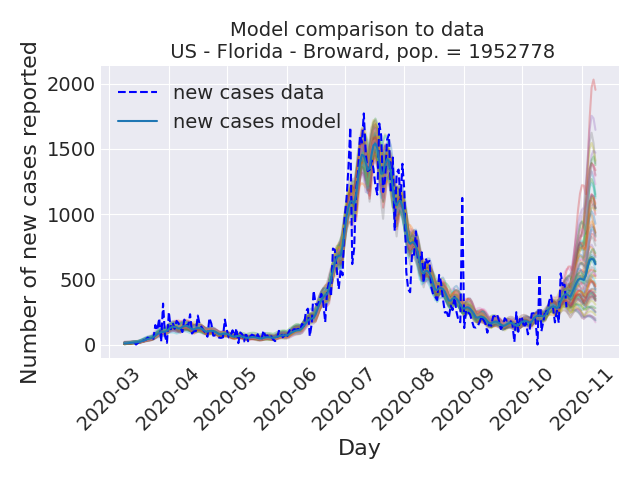 Model comparison to data
US - Florida - Broward, pop. = 1952778
Number of new cases reported
2000
1500
1000
500
0
new cases data
new cases model
2020-03
2020-04
2020-05
2020-06
2020-07
2020-08
2020-09
2020-10
2020-11
Day